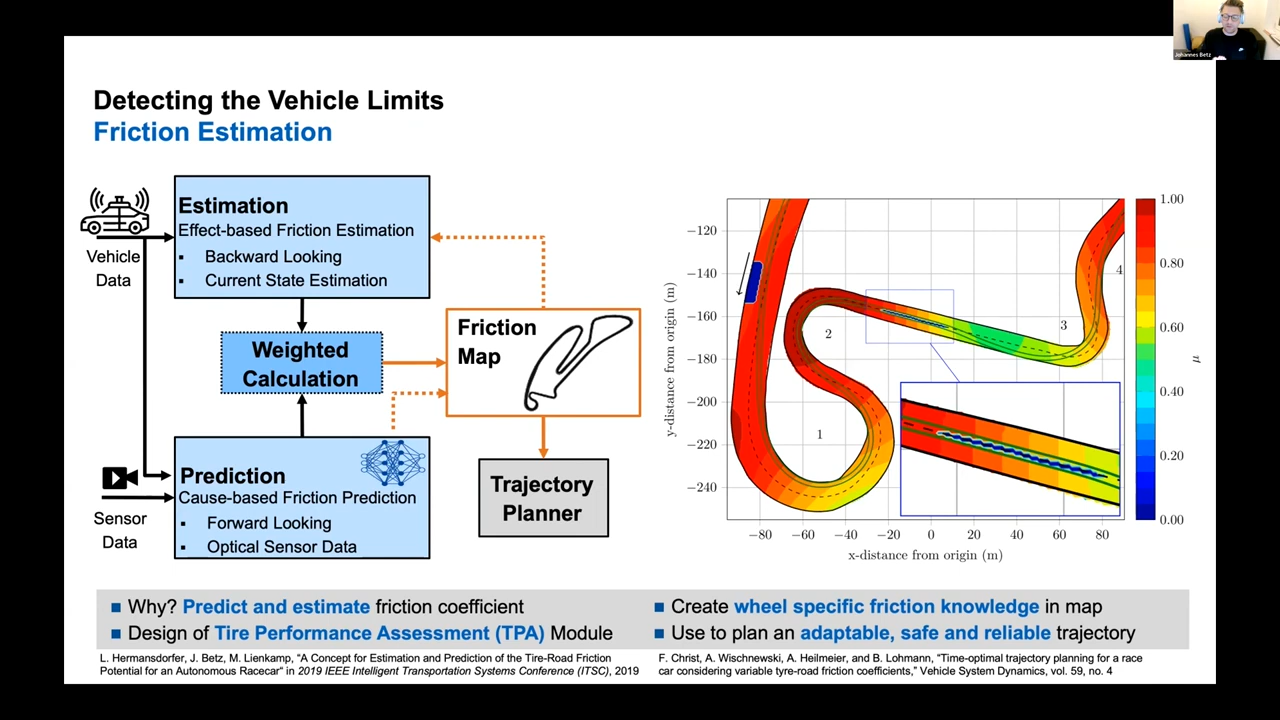 Johannes Betz
Detecting the Vehicle Limits
Friction Estimation
Vehicle
Data
Estimation
Effect-based Friction Estimation
▪ Backward Looking
▪ Current State Estimation
Weighted
Calculation
Friction
Map
Sensor
Data
Prediction
Cause-based Friction Prediction
▪ Forward Looking
▪ Optical Sensor Data
Trajectory
Planner
y-distance from origin (m)
−120
−140
−160
−180
−200
−220
−240
1
2
3
4
−80 −60 −40 −20 0 20 40 60 80
x-distance from origin (m)
1.00
0.80
0.60
0.40
0.20
0.00
μ
■ Why? Predict and estimate friction coefficient
■ Design of Tire Performance Assessment (TPA) Module
■ Create wheel specific friction knowledge in map
■ Use to plan an adaptable, safe and reliable trajectory
L. Hermansdorfer, J. Betz, M. Lienkamp, "A Concept for Estimation and Prediction of the Tire-Road Friction
Potential for an Autonomous Racecar" in 2019 IEEE Intelligent Transportation Systems Conference (ITSC), 2019
F. Christ, A. Wischnewski, A. Heilmeier, and B. Lohmann, "Time-optimal trajectory planning for a race
car considering variable tyre-road friction coefficients," Vehicle System Dynamics, vol. 59, no. 4